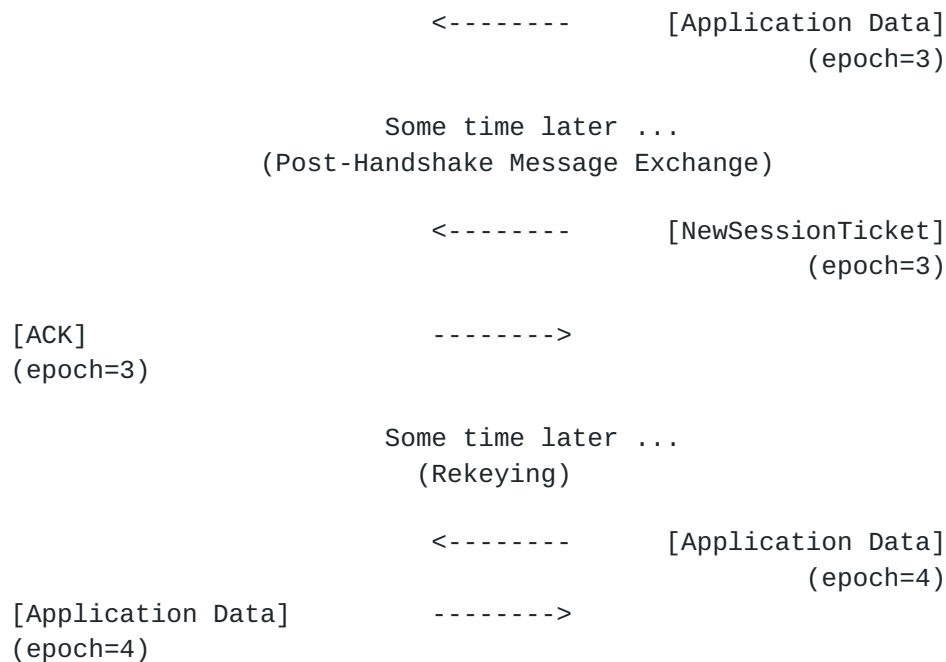 <--------      [Application Data]
(epoch=3)
Some time later ...
(Post-Handshake Message Exchange)
<--------      [NewSessionTicket]
(epoch=3)
[ACK]                      -------->
(epoch=3)
Some time later ...
(Rekeying)
<--------      [Application Data]
(epoch=4)
[Application Data]         -------->
(epoch=4)